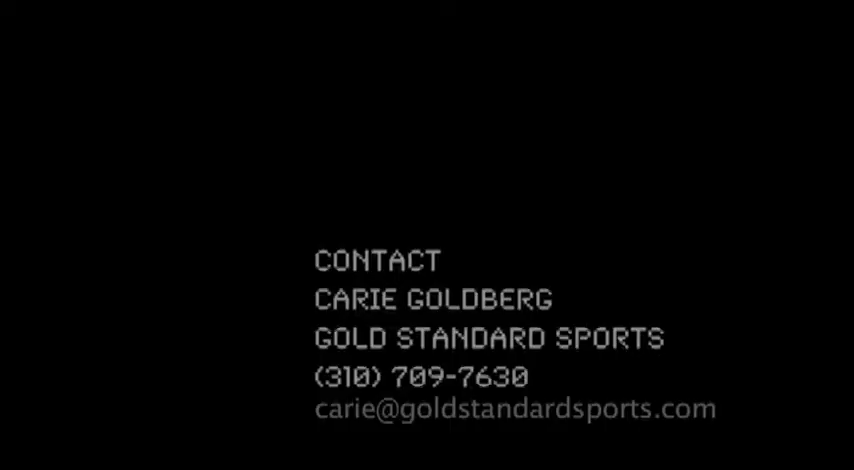 CONTACT
CARIE GOLDBERG
GOLD STANDARD SPORTS
(310) 709-7630
carie@goldstandardsports.com